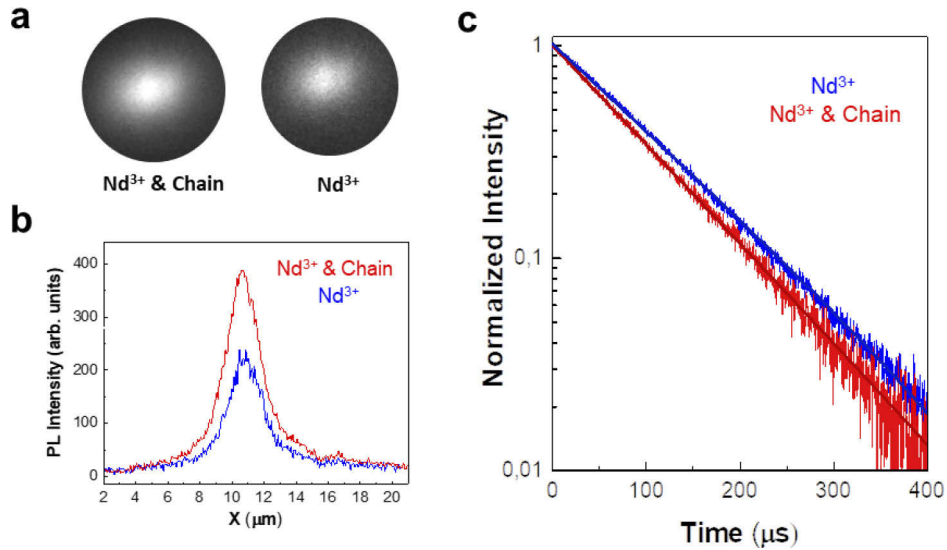 a
Nd³⁺ & Chain
Nd³⁺
b
PL Intensity (arb. units)
400
300
200
100
0
Nd³⁺ & Chain
Nd³⁺
2 4 6 8 10 12 14 16 18 20
X (μm)
c
Normalized Intensity
1
0,1
0,01
Nd³⁺
Nd³⁺ & Chain
0 100 200 300 400
Time (μs)